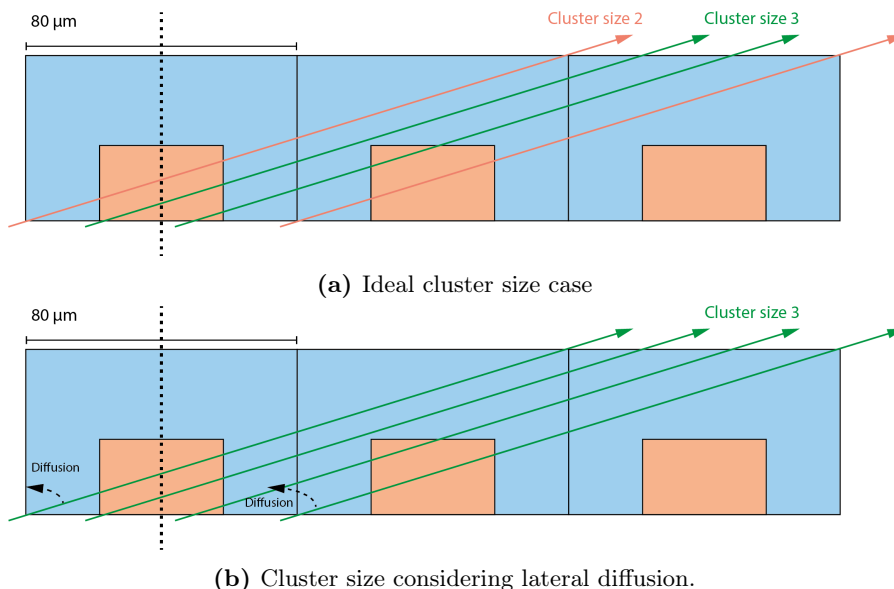 80 μm
Cluster size 2
Cluster size 3
(a) Ideal cluster size case
80 μm
Cluster size 3
Diffusion
Diffusion
(b) Cluster size considering lateral diffusion.